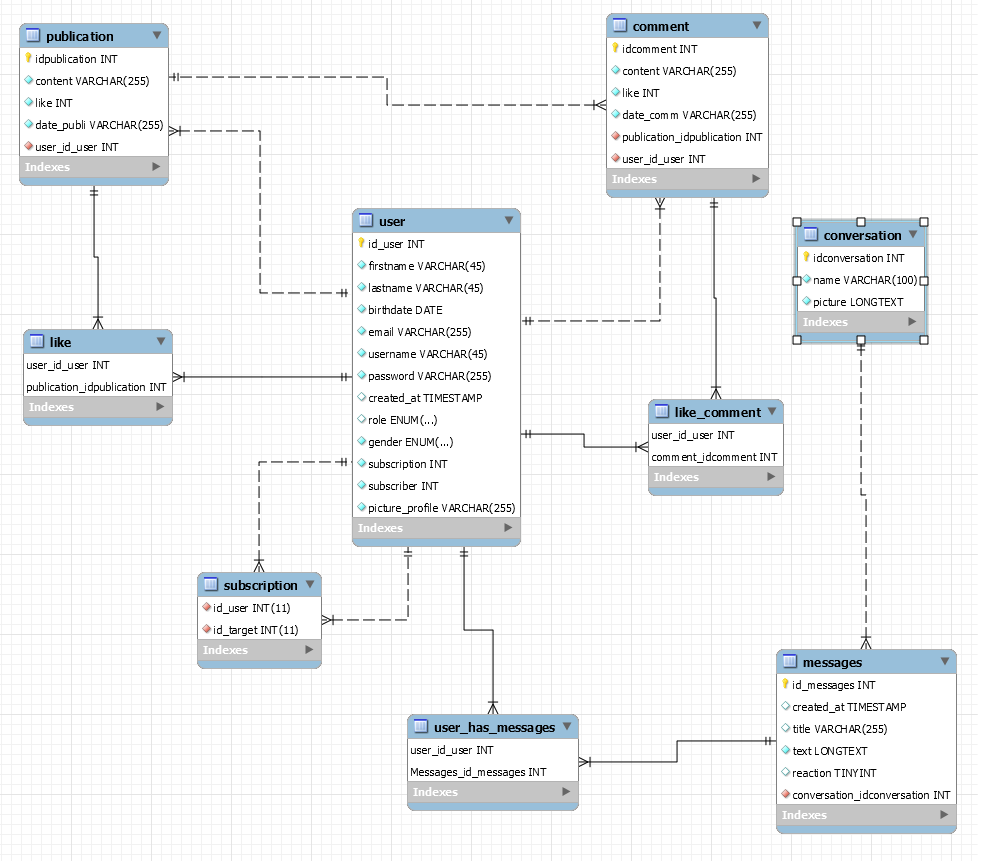 publication
idpublication INT
content VARCHAR(255)
like INT
date_publi VARCHAR(255)
user_id_user INT
Indexes
comment
idcomment INT
content VARCHAR(255)
like INT
date_comm VARCHAR(255)
publication_idpublication INT
user_id_user INT
Indexes
user
id_user INT
firstname VARCHAR(45)
lastname VARCHAR(45)
birthdate DATE
email VARCHAR(255)
username VARCHAR(45)
password VARCHAR(255)
created_at TIMESTAMP
role ENUM(...)
gender ENUM(...)
subscription INT
subscriber INT
picture_profile VARCHAR(255)
Indexes
conversation
idconversation INT
name VARCHAR(100)
picture LONGTEXT
Indexes
like
user_id_user INT
publication_idpublication INT
Indexes
like_comment
user_id_user INT
comment_idcomment INT
Indexes
subscription
id_user INT(11)
id_target INT(11)
Indexes
user_has_messages
user_id_user INT
Messages_id_messages INT
Indexes
messages
id_messages INT
created_at TIMESTAMP
title VARCHAR(255)
text LONGTEXT
reaction TINYINT
conversation_idconversation INT
Indexes